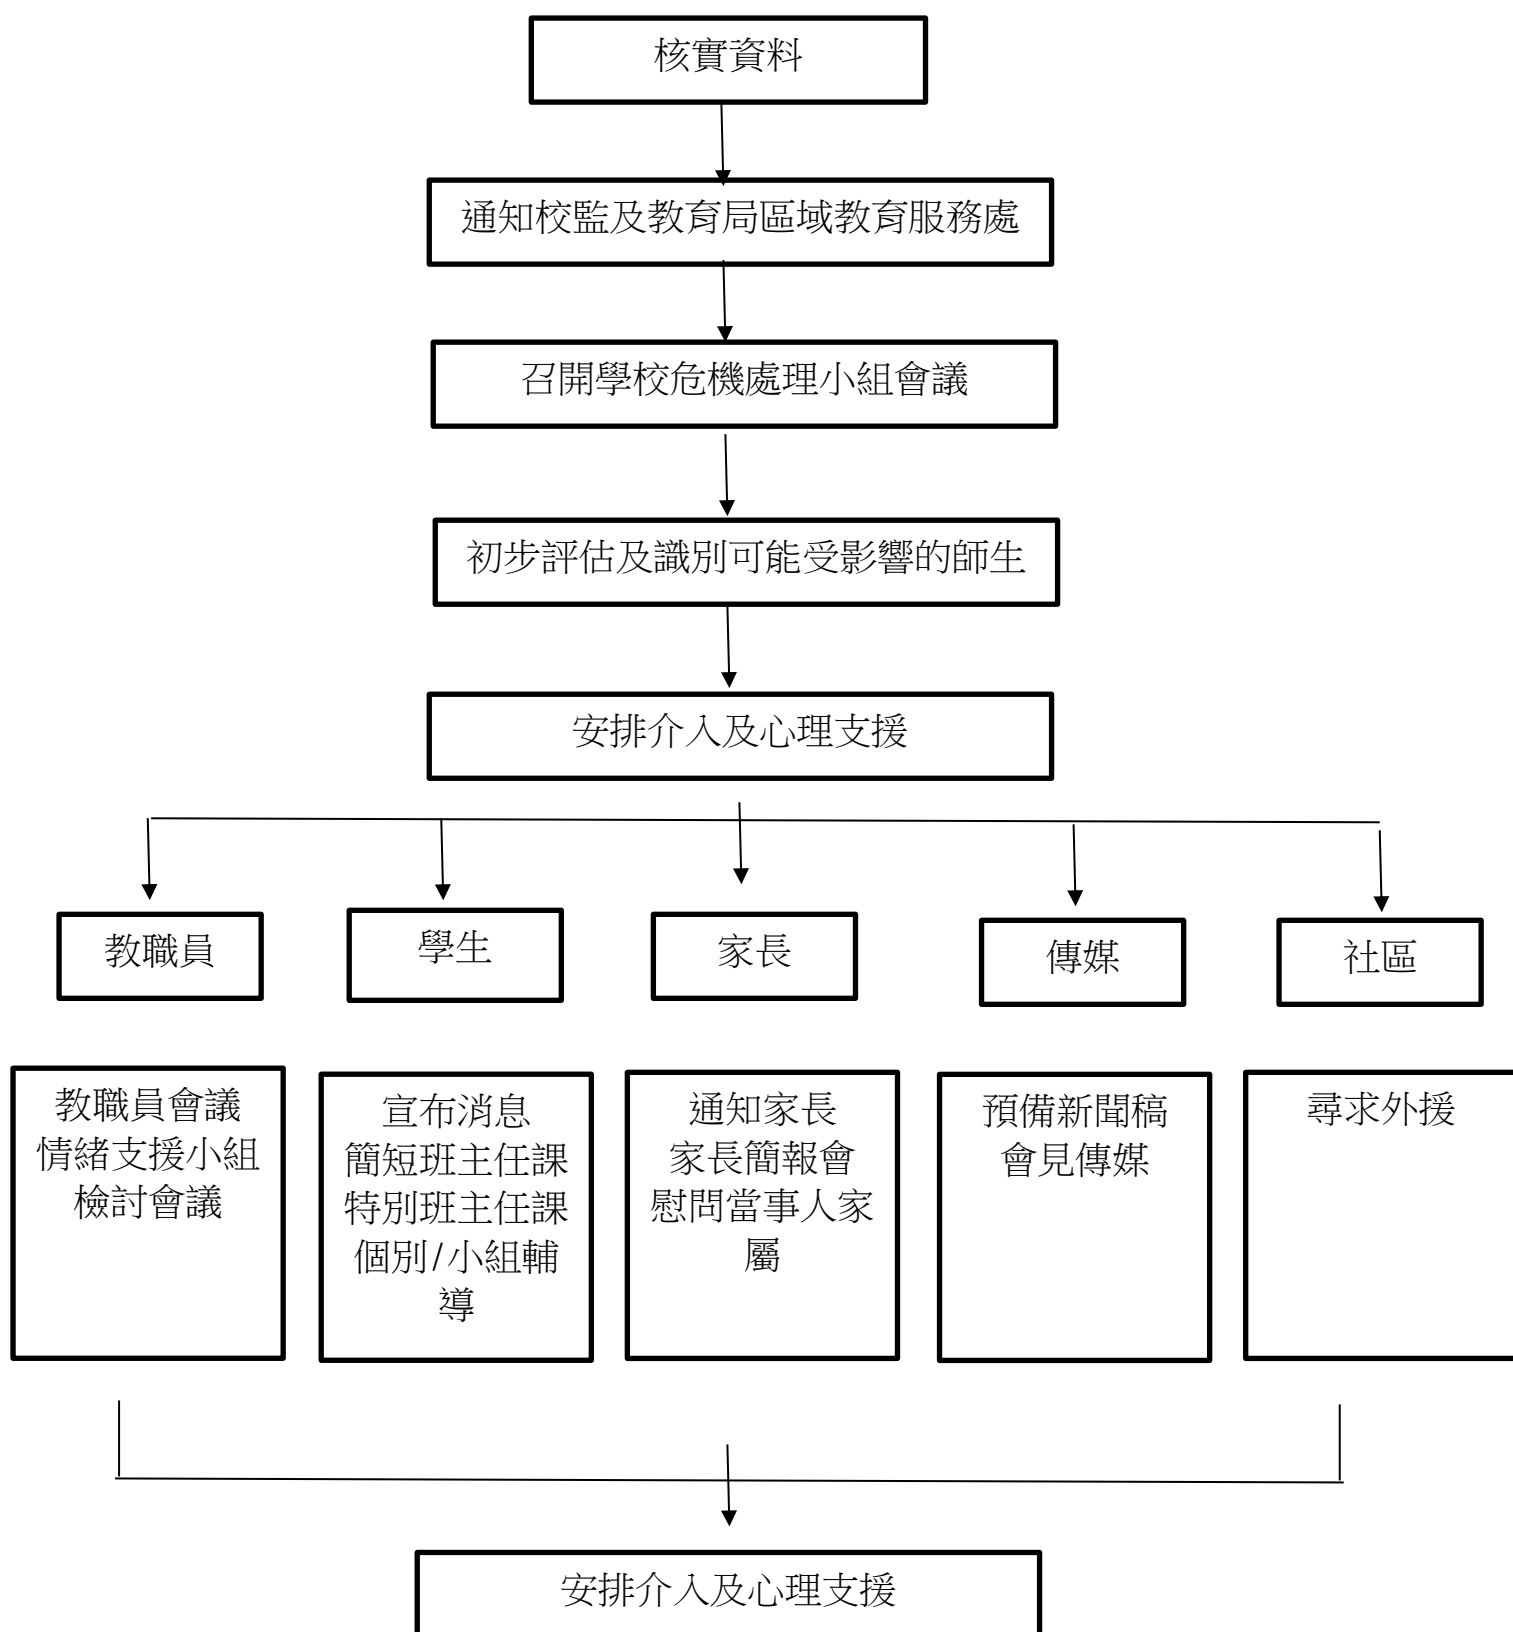 核實資料
通知校監及教育局區域教育服務處
召開學校危機處理小組會議
初步評估及識別可能受影響的師生
安排介入及心理支援
教職員
學生
家長
傳媒
社區
教職員會議
情緒支援小組
檢討會議
宣布消息
簡短班主任課
特別班主任課
個別/小組輔
導
通知家長
家長簡報會
慰問當事人家
屬
預備新聞稿
會見傳媒
尋求外援
安排介入及心理支援